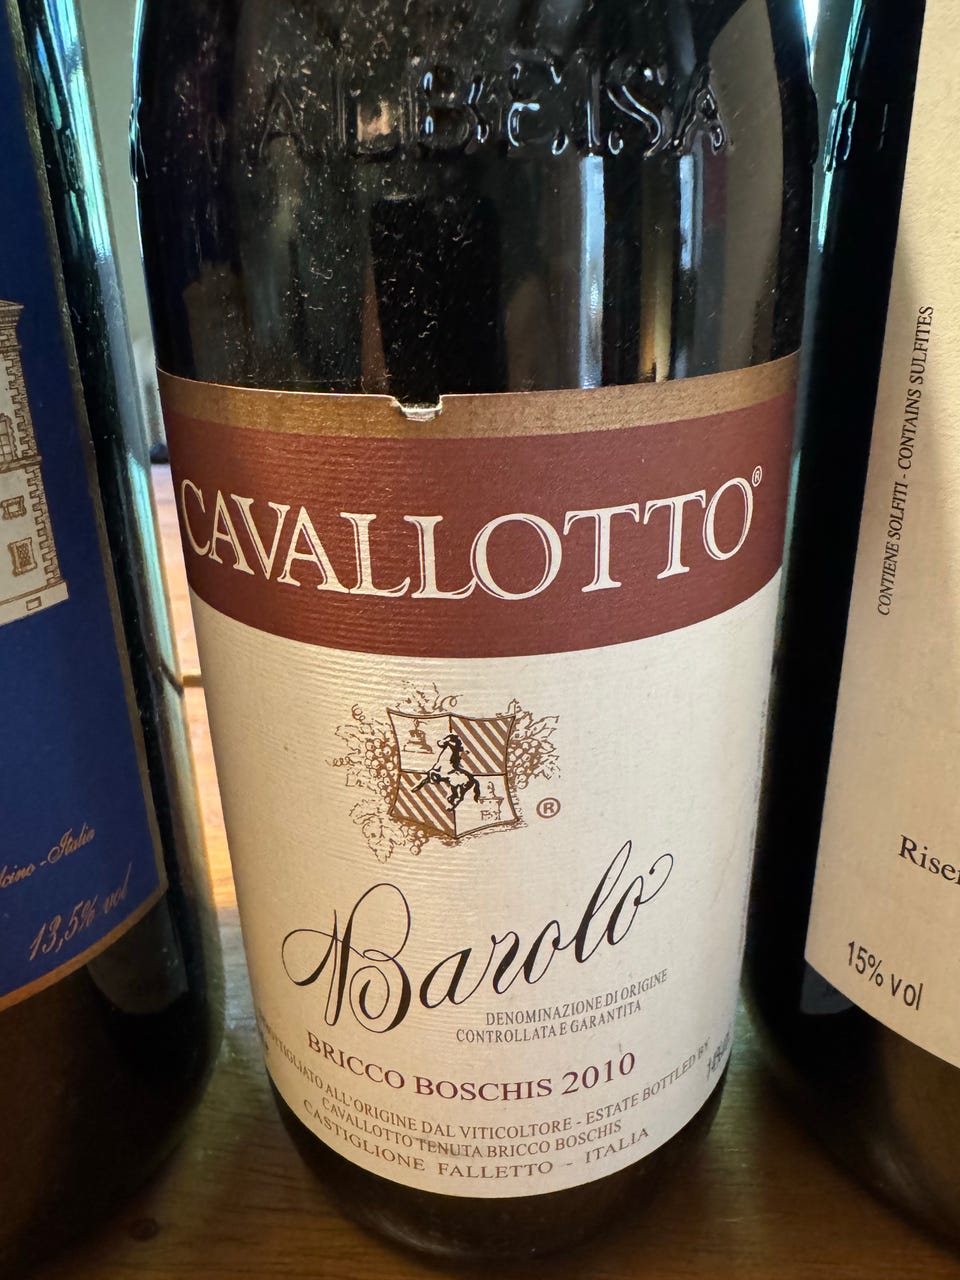 ALBEISA
CAVALLOTTO®
®
Barolo
DENOMINAZIONE DI ORIGINE
CONTROLLATA E GARANTITA
BRICCO BOSCHIS 2010
ALL'ORIGINE DAL VITICOLTORE - ESTATE BOTTLED BY
CAVALLOTTO TENUTA BRICCO BOSCHIS
CASTIGLIONE FALLETTO - ITALIA
- Italia
13,5% vol
CONTIENE SOLFITI - CONTAINS SULFITES
15% vol